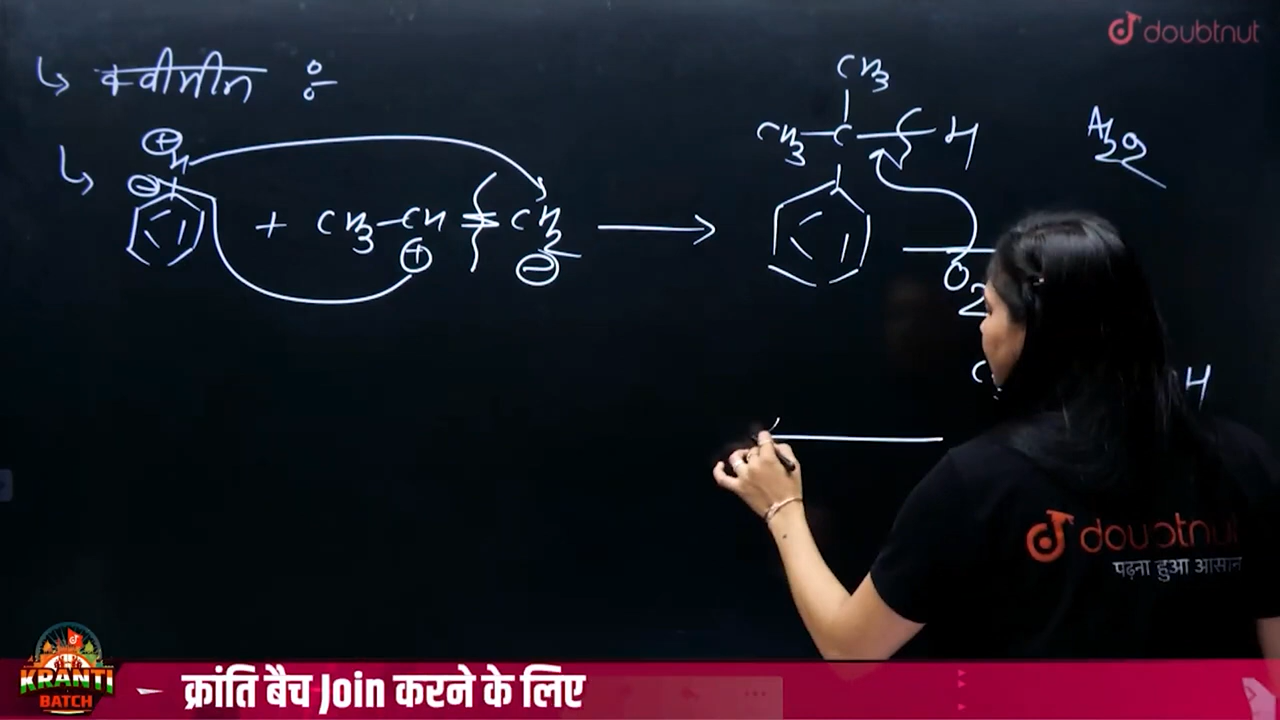 doubtnut
↳ क्वीमीन :-
CH3
CH3 - C - H
A
H
+ CH3 - CH = CH2 →
⊕ ⊖
O2
H
doubtnut
पढ़ना हुआ आसान
KRANTI
BATCH
- क्रांति बैच Join करने के लिए